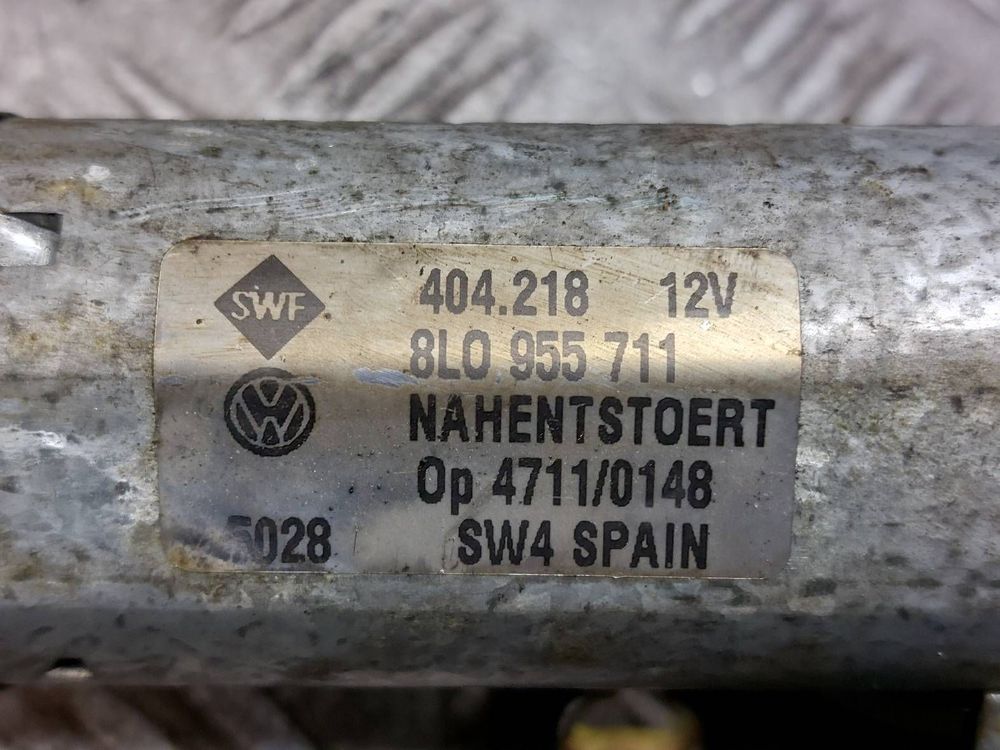 SWF 404.218 12V
8L0 955 711
NAHENTSTOERT
Op 4711/0148
5028 SW4 SPAIN